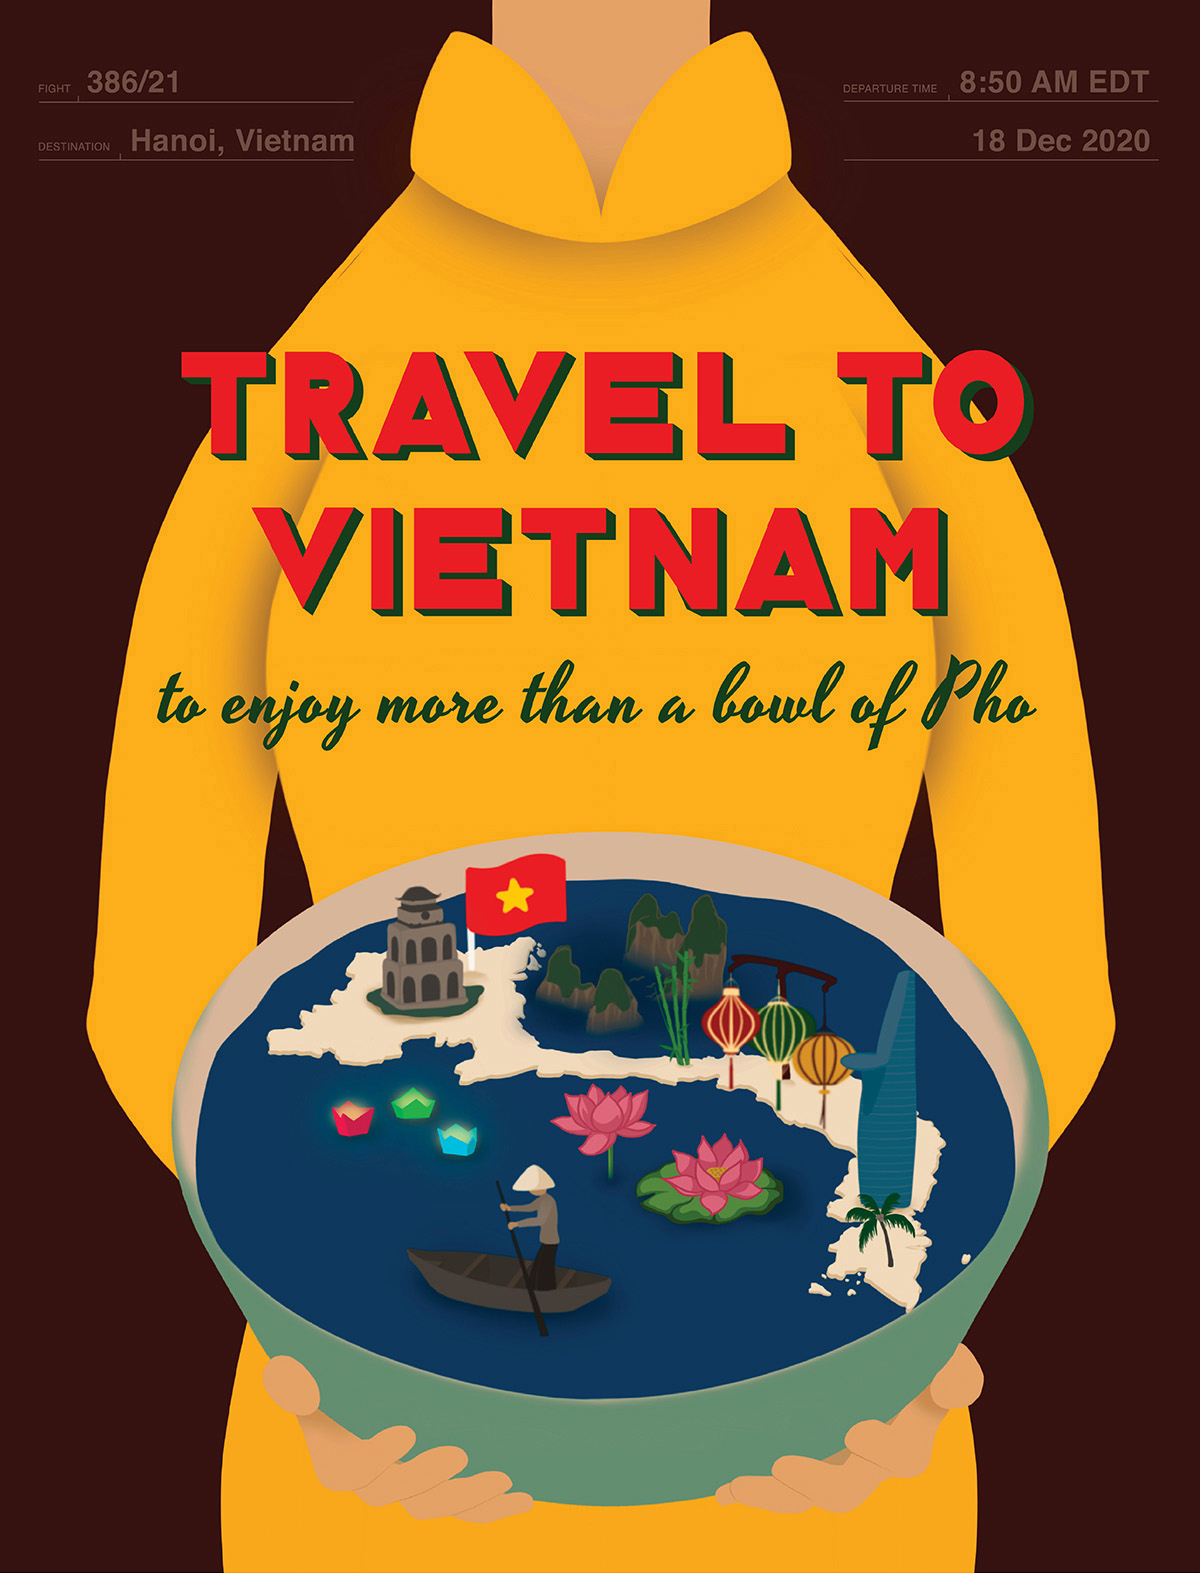 FIGHT 386/21
DEPARTURE TIME 8:50 AM EDT
DESTINATION Hanoi, Vietnam
18 Dec 2020
TRAVEL TO
VIETNAM
to enjoy more than a bowl of Pho